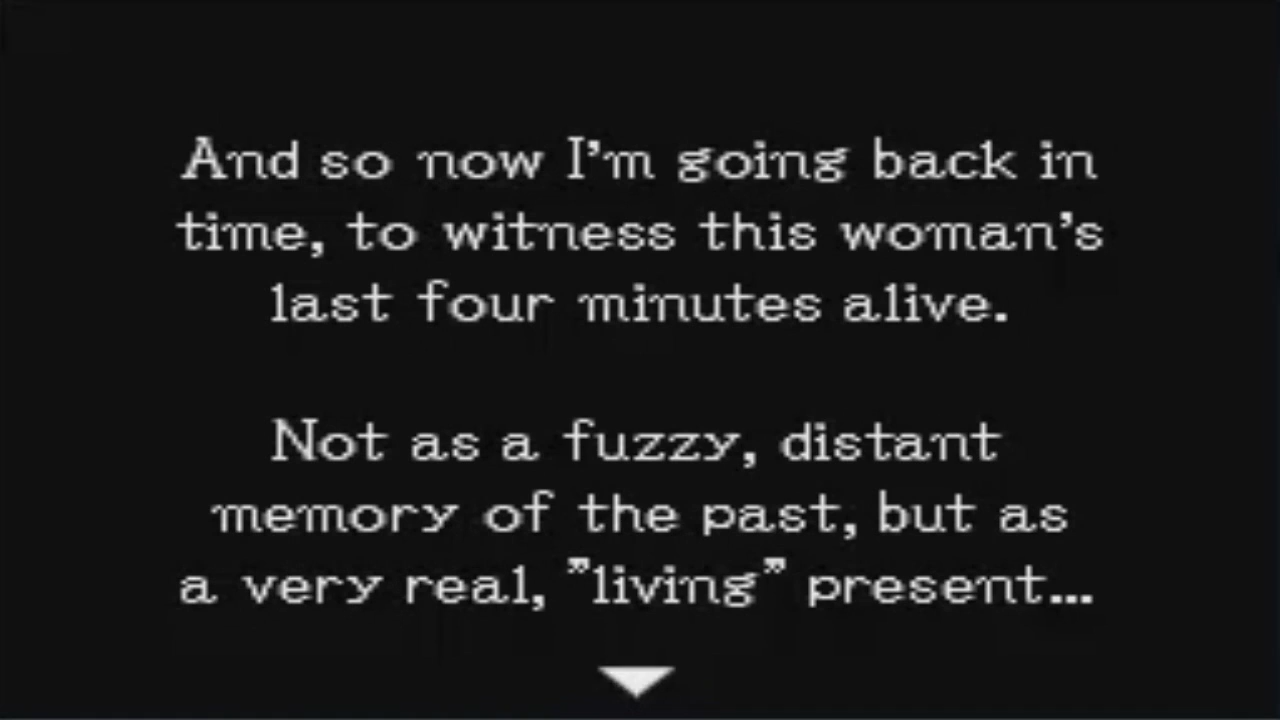 And so now I'm going back in
time, to witness this woman's
last four minutes alive.
Not as a fuzzy, distant
memory of the past, but as
a very real, "living" present...